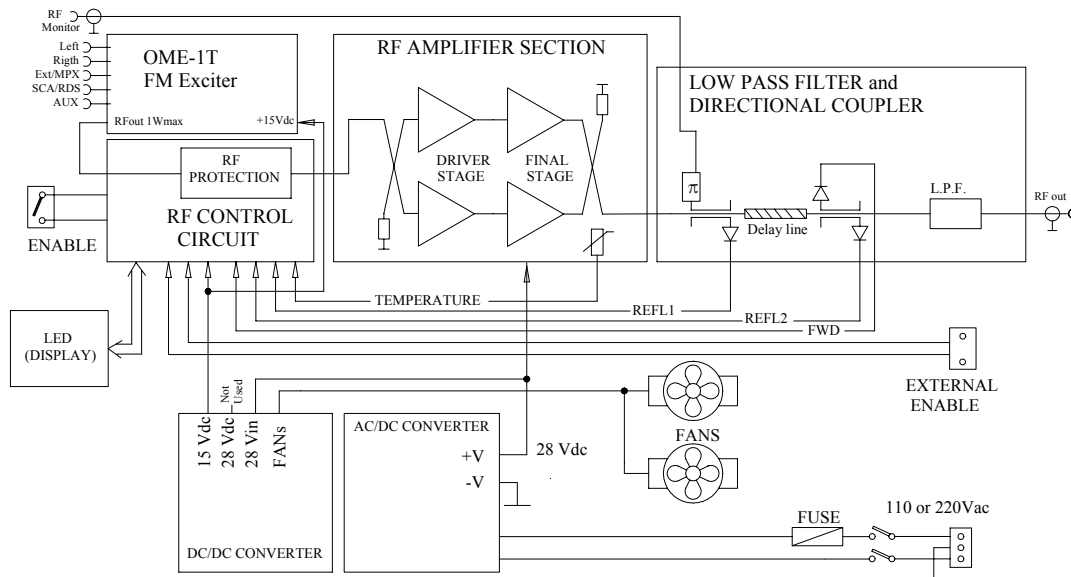 RF
Monitor
Left
Rigth
Ext/MPX
SCA/RDS
AUX
OME-1T
FM Exciter
RFout 1Wmax
+15Vdc
RF
PROTECTION
RF CONTROL
CIRCUIT
ENABLE
RF AMPLIFIER SECTION
DRIVER
STAGE
FINAL
STAGE
LOW PASS FILTER and
DIRECTIONAL COUPLER
π
L.P.F.
RF out
Delay line
TEMPERATURE
REFL1
REFL2
FWD
LED
(DISPLAY)
EXTERNAL
ENABLE
15 Vdc
28 Vdc
Not
Used
28 Vin
FANs
DC/DC CONVERTER
AC/DC CONVERTER
+V
-V
28 Vdc
FANS
FUSE
110 or 220Vac